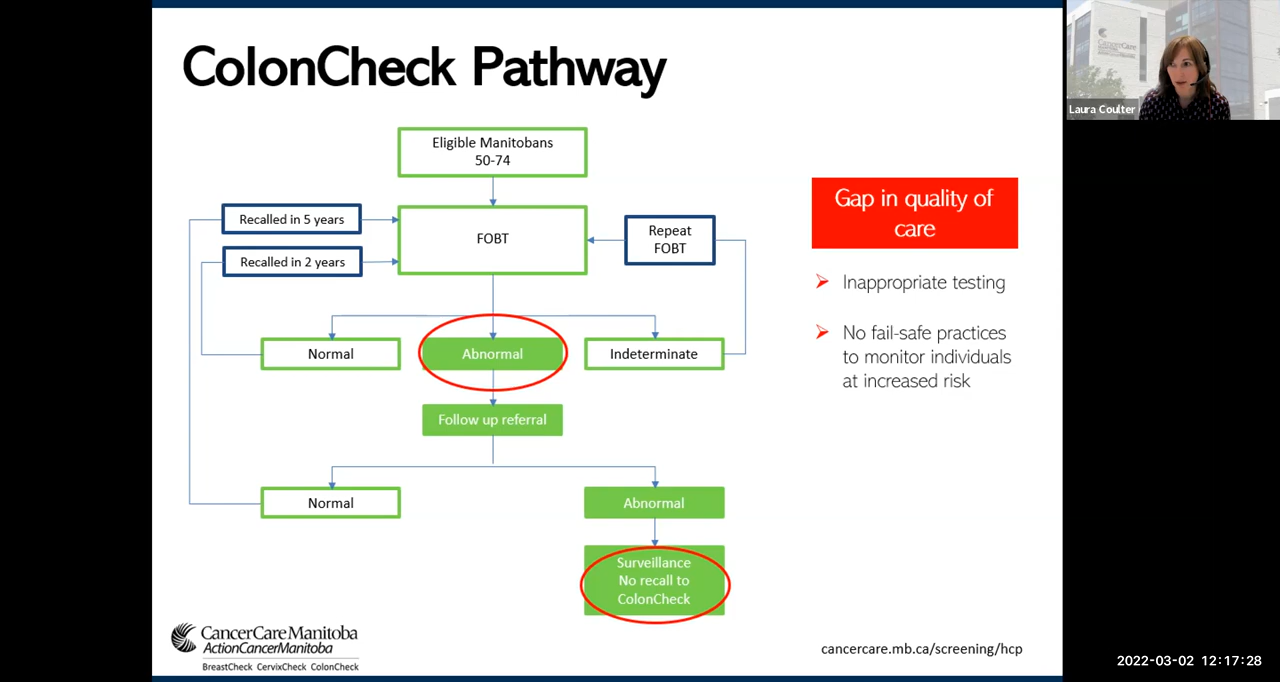 ColonCheck Pathway
Laura Coulter
CancerCare
Eligible Manitobans
50-74
Recalled in 5 years
Recalled in 2 years
FOBT
Repeat
FOBT
Normal
Abnormal
Indeterminate
Follow up referral
Normal
Abnormal
Surveillance
No recall to
ColonCheck
Gap in quality of
care
Inappropriate testing
No fail-safe practices
to monitor individuals
at increased risk
CancerCareManitoba
ActionCancerManitoba
BreastCheck CervixCheck ColonCheck
cancercare.mb.ca/screening/hcp
2022-03-02 12:17:28